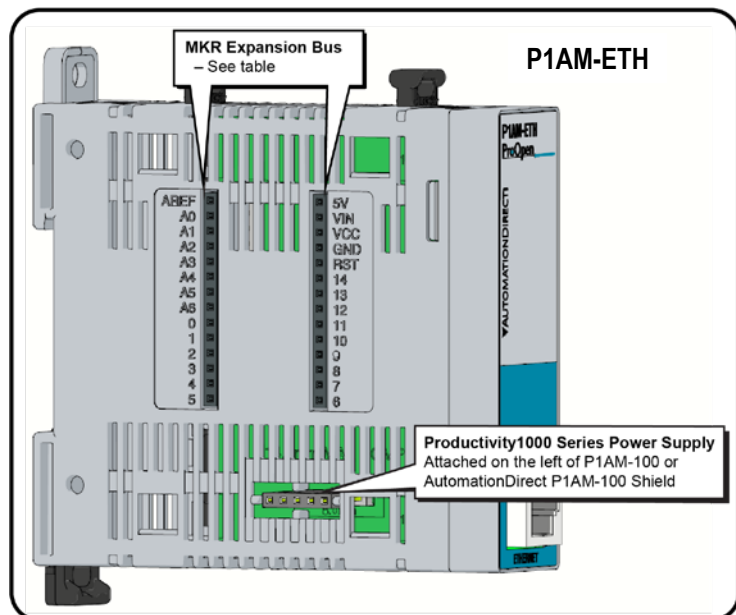 MKR Expansion Bus
– See table
P1AM-ETH
P1AM-ETH
ProOpen
AUTOMATIONDIRECT
AREF
A0
A1
A2
A3
A4
A5
A6
0
1
2
3
4
5
5V
VIN
VCC
GND
RST
14
13
12
11
10
9
8
7
6
Productivity1000 Series Power Supply
Attached on the left of P1AM-100 or
AutomationDirect P1AM-100 Shield
ETHERNET